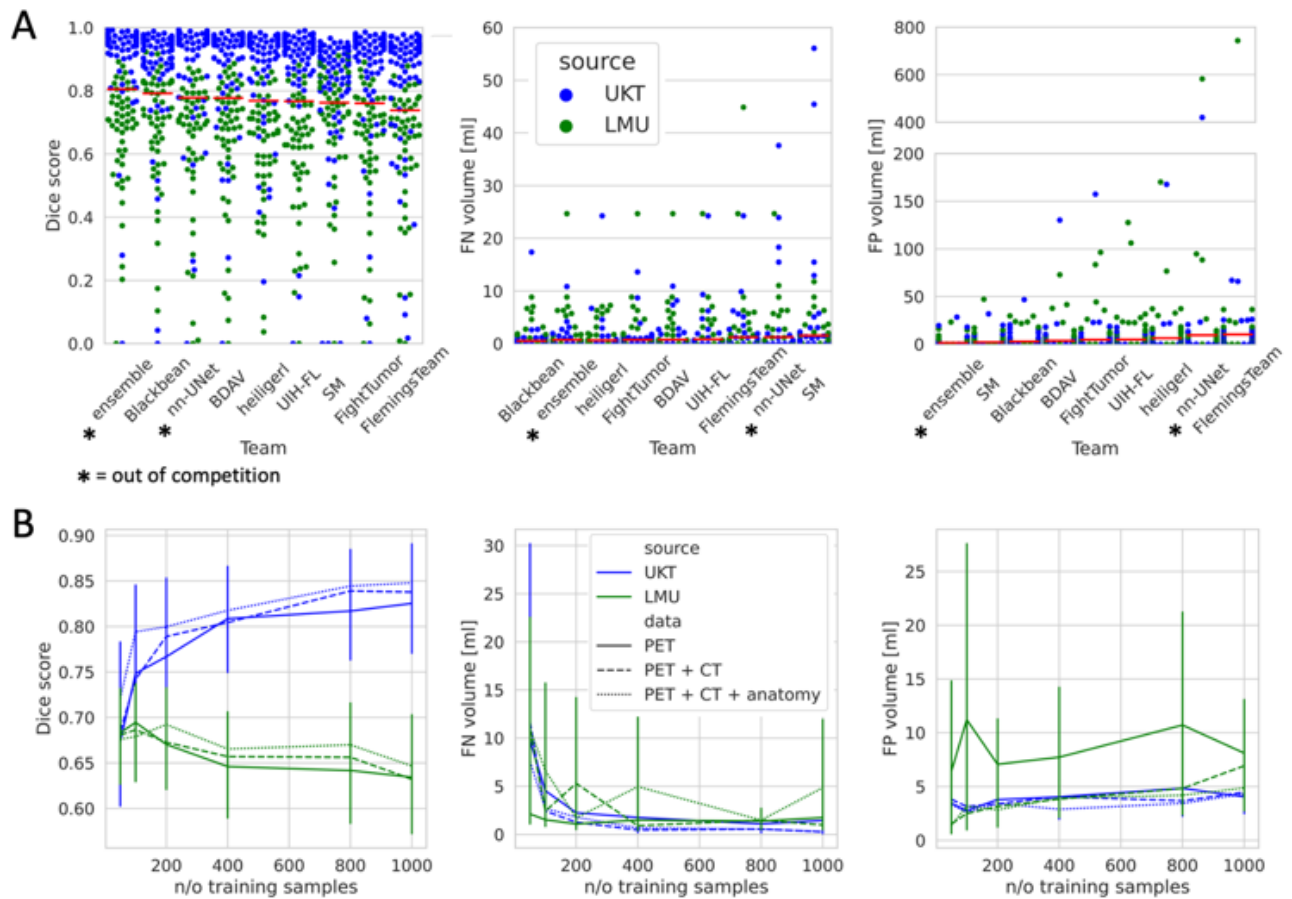 A
1.0
0.8
0.6
0.4
0.2
0.0
Dice score
* ensemble
Blackbean
* nn-UNet
BDAV
heiligerl
UIH-FL
SM
FightTumor
FlemingsTeam
Team
* = out of competition
60
50
40
30
20
10
0
FN volume [ml]
source
UKT
LMU
Blackbean
* ensemble
heiligerl
FightTumor
BDAV
UIH-FL
FlemingsTeam
* nn-UNet
SM
Team
800
600
400
200
150
100
50
0
FP volume [ml]
* ensemble
SM
Blackbean
BDAV
FightTumor
UIH-FL
heiligerl
* nn-UNet
FlemingsTeam
Team
B
0.90
0.85
0.80
0.75
0.70
0.65
0.60
Dice score
200 400 600 800 1000
n/o training samples
30
25
20
15
10
5
0
FN volume [ml]
source
UKT
LMU
data
PET
PET + CT
PET + CT + anatomy
200 400 600 800 1000
n/o training samples
25
20
15
10
5
0
FP volume [ml]
200 400 600 800 1000
n/o training samples